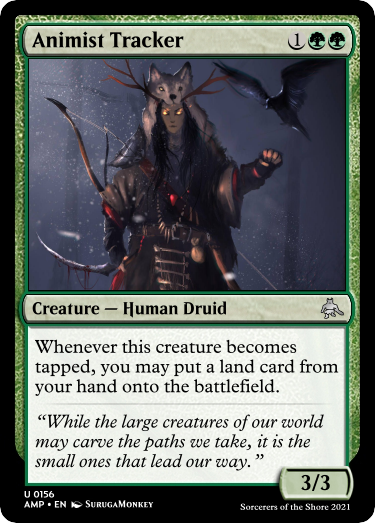 Animist Tracker 1
Creature — Human Druid
Whenever this creature becomes
tapped, you may put a land card from
your hand onto the battlefield.
“While the large creatures of our world
may carve the paths we take, it is the
small ones that lead our way.”
3/3
U 0156
AMP • EN SurugaMonkey
Sorcerers of the Shore 2021